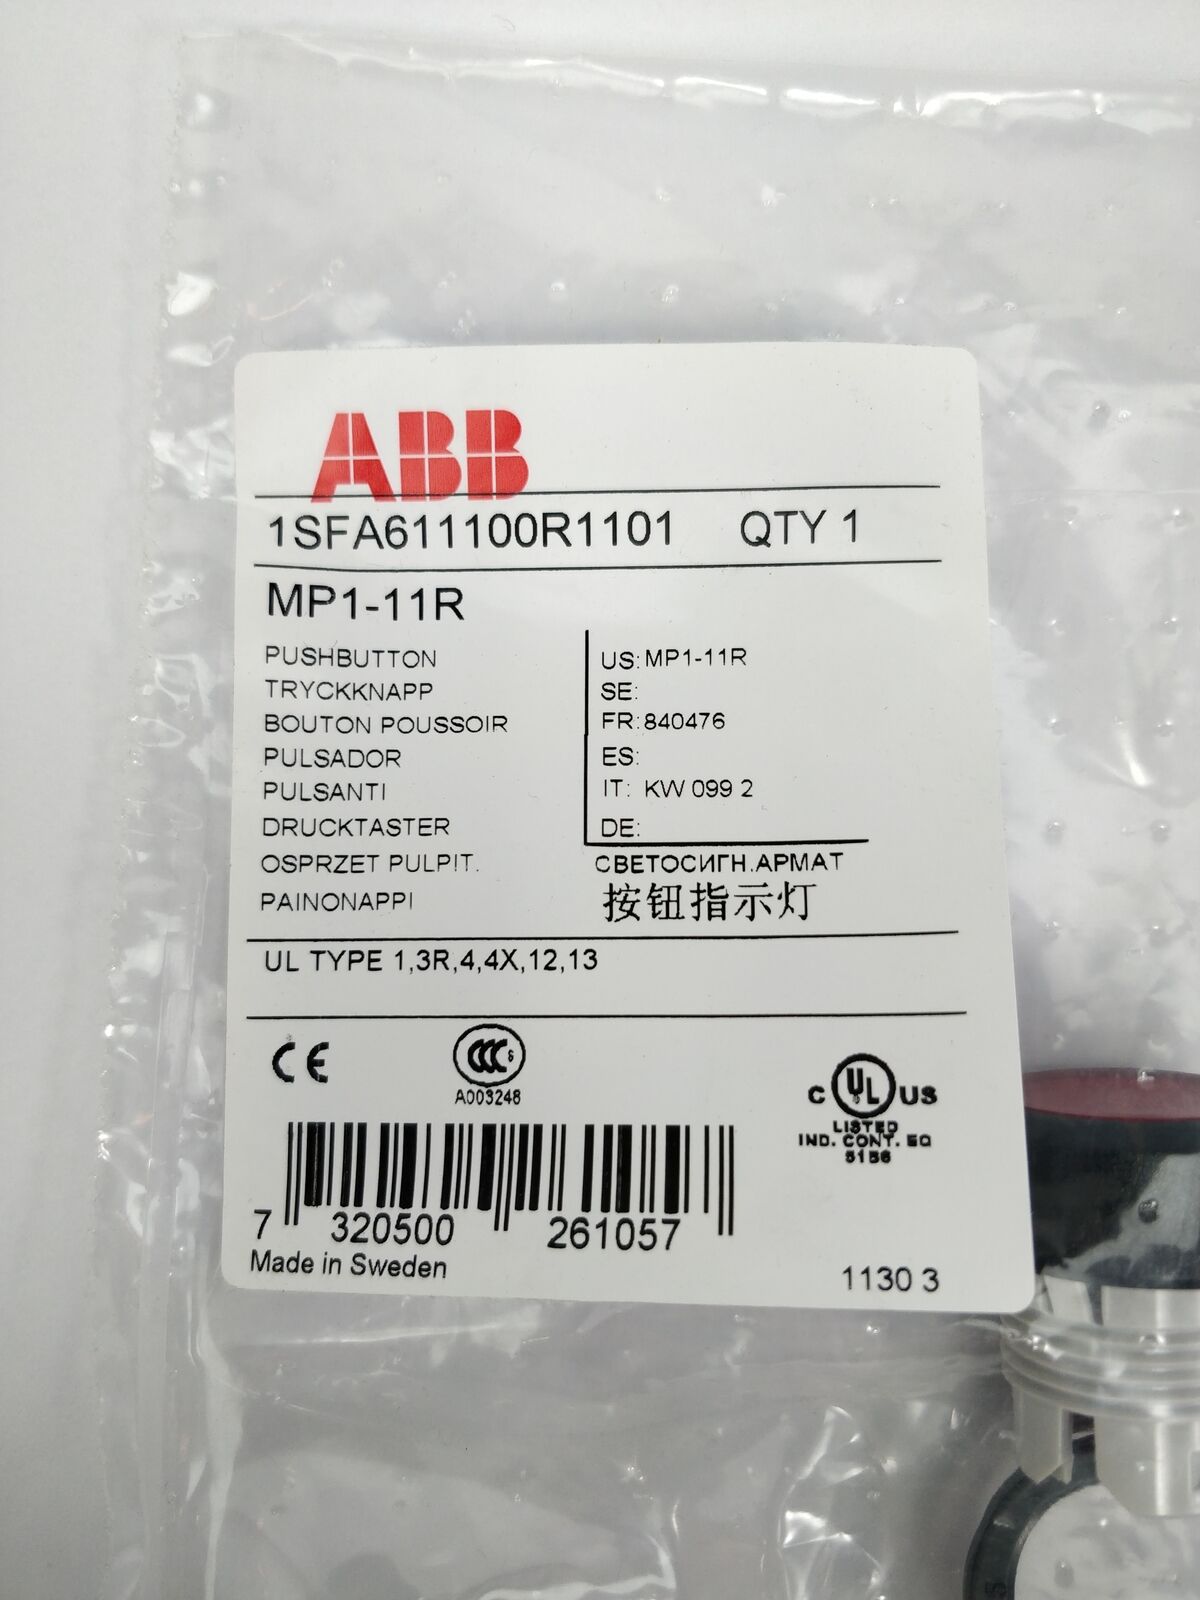 ABB
1SFA611100R1101 QTY 1
MP1-11R
PUSHBUTTON
TRYCKKNAPP
BOUTON POUSSOIR
PULSADOR
PULSANTI
DRUCKTASTER
OSPRZET PULPIT.
PAINONAPPI
US: MP1-11R
SE:
FR: 840476
ES:
IT: KW 099 2
DE:
СВЕТОСИГН.АРМАТ
按钮指示灯
UL TYPE 1,3R,4,4X,12,13
CE
CCC S
A003248
C UL US
LISTED
IND. CONT. EQ
5156
7 320500 261057
Made in Sweden
1130 3